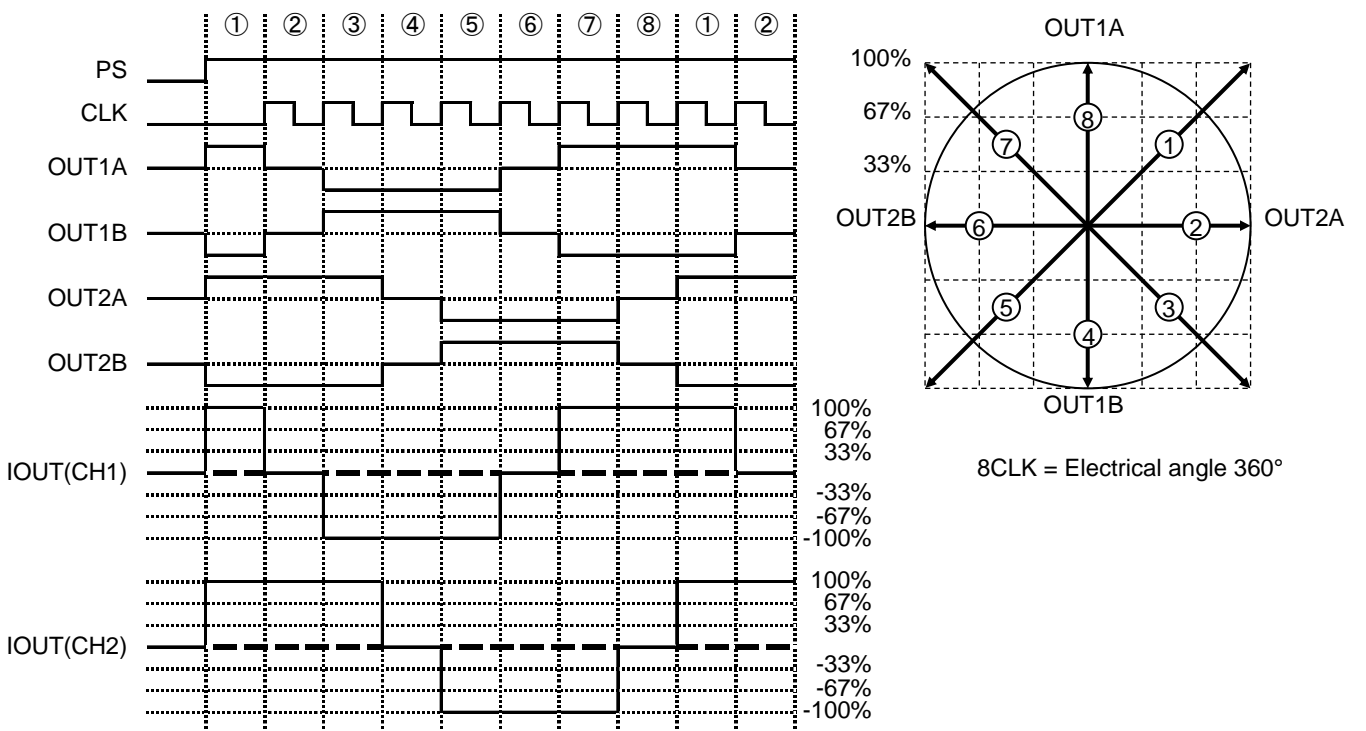 ① ② ③ ④ ⑤ ⑥ ⑦ ⑧ ① ②
PS
CLK
OUT1A
OUT1B
OUT2A
OUT2B
IOUT(CH1)
100%
67%
33%
-33%
-67%
-100%
IOUT(CH2)
100%
67%
33%
-33%
-67%
-100%
OUT1A
100%
67%
33%
OUT2B
OUT2A
OUT1B
⑧
⑦ ①
⑥ ②
⑤ ③
④
8CLK = Electrical angle 360°